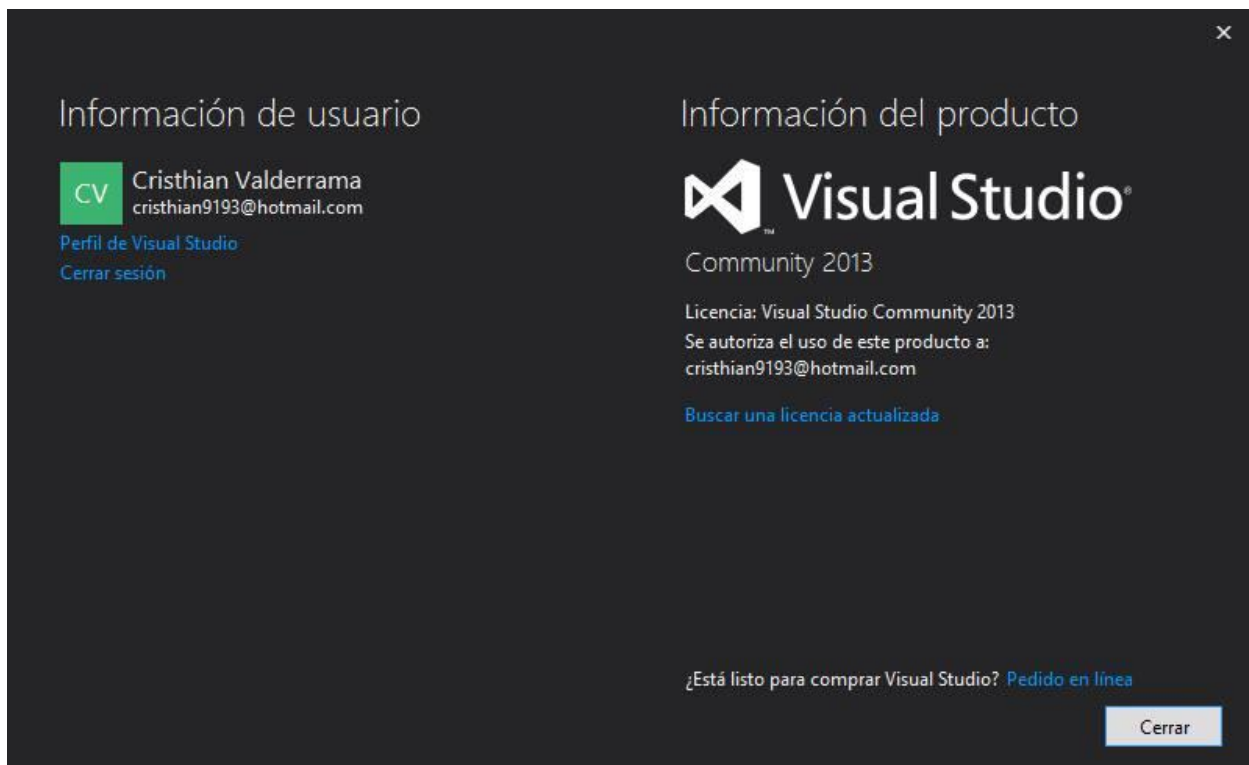 Información de usuario
CV
Cristhian Valderrama
cristhian9193@hotmail.com
Perfil de Visual Studio
Cerrar sesión
Información del producto
Visual Studio®
™
Community 2013
Licencia: Visual Studio Community 2013
Se autoriza el uso de este producto a:
cristhian9193@hotmail.com
Buscar una licencia actualizada
¿Está listo para comprar Visual Studio? Pedido en línea
Cerrar